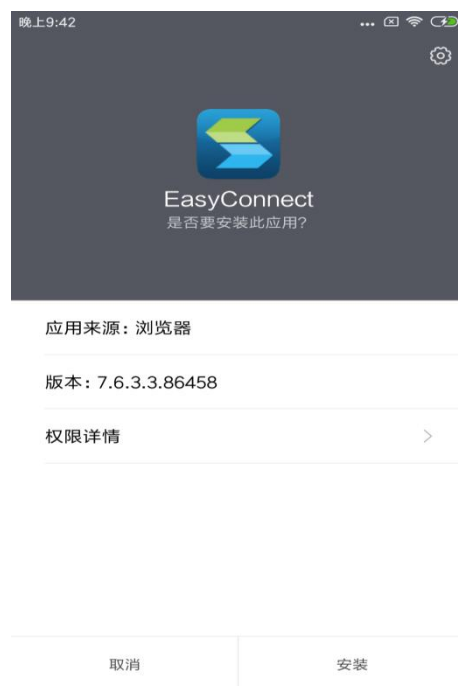 晚上9:42
EasyConnect
是否要安装此应用?
应用来源: 浏览器
版本: 7.6.3.3.86458
权限详情
取消
安装